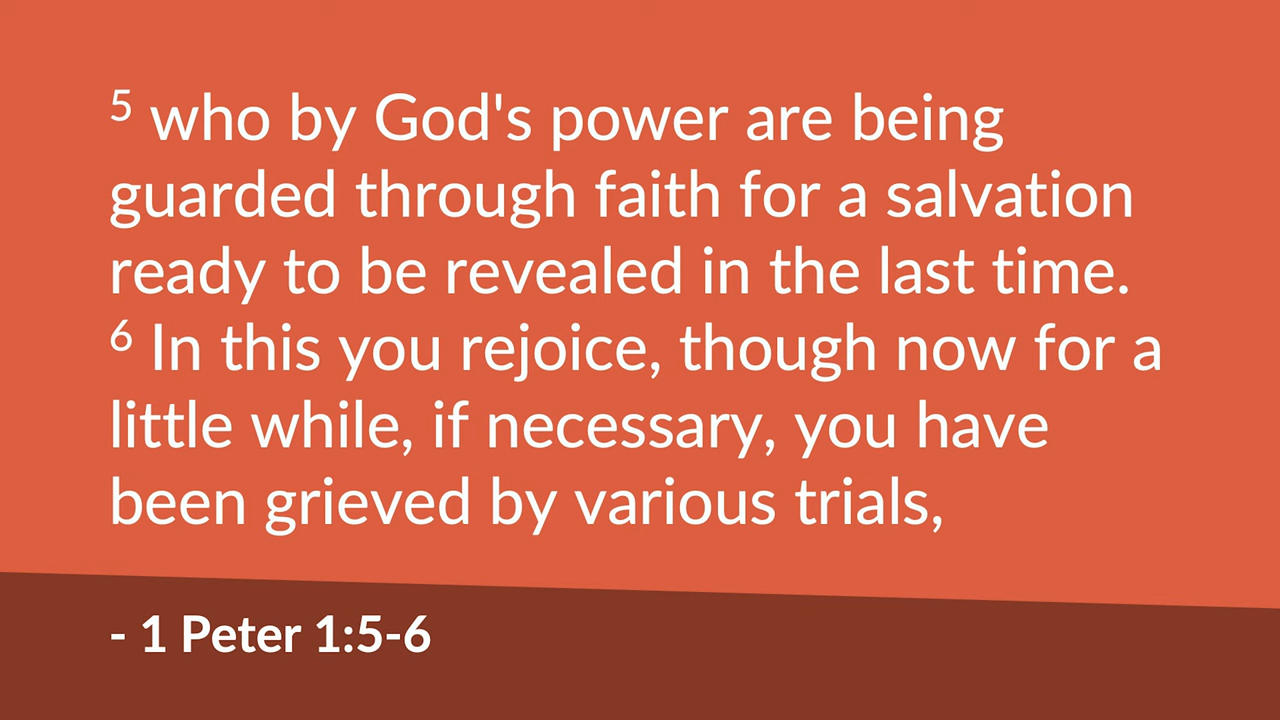 ⁵ who by God's power are being
guarded through faith for a salvation
ready to be revealed in the last time.
⁶ In this you rejoice, though now for a
little while, if necessary, you have
been grieved by various trials,
- 1 Peter 1:5-6